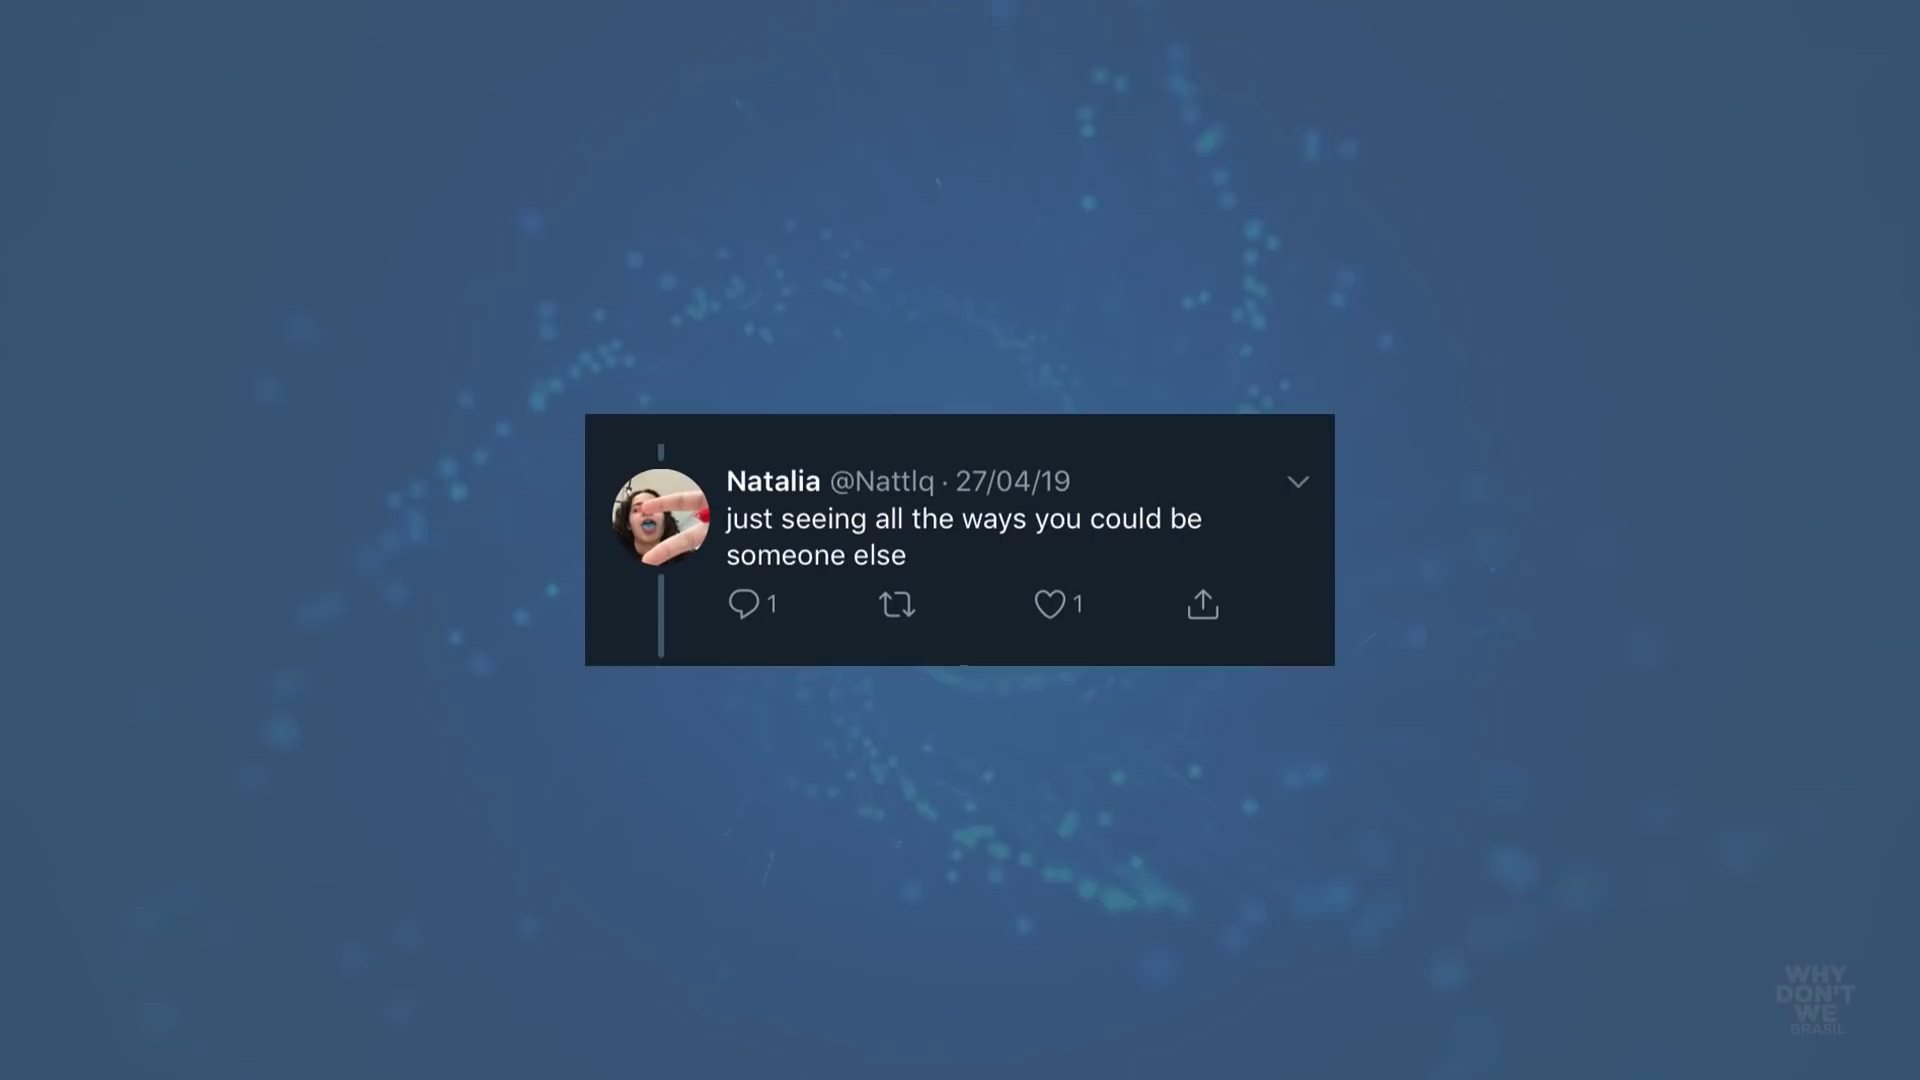 Natalia @Nattlq · 27/04/19
just seeing all the ways you could be
someone else
1 1
WHY
DON'T
WE
BRASIL